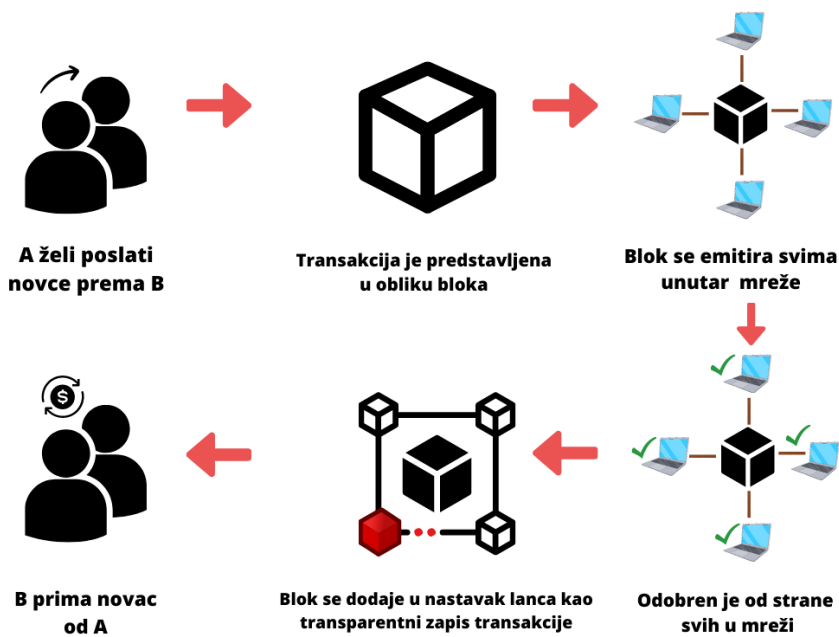 A želi poslati
novce prema B
Transakcija je predstavljena
u obliku bloka
Blok se emitira svima
unutar mreže
$
B prima novac
od A
Blok se dodaje u nastavak lanca kao
transparentni zapis transakcije
Odobren je od strane
svih u mreži